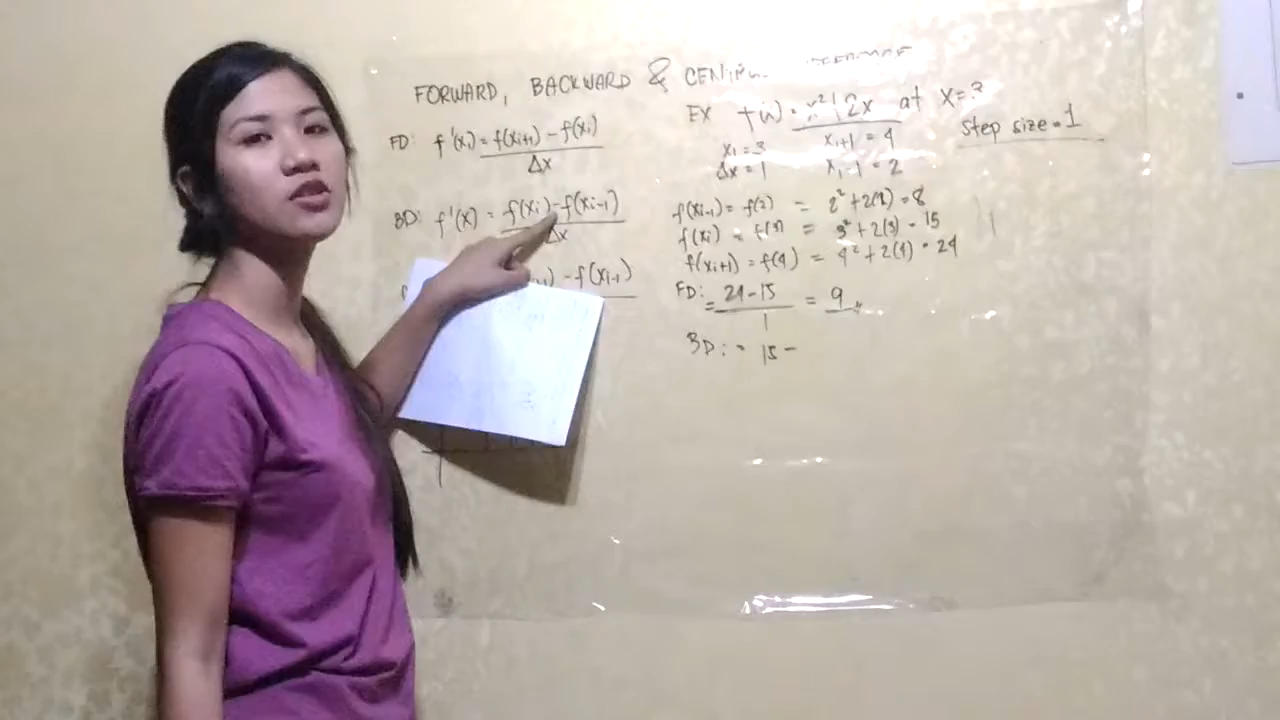 FORWARD, BACKWARD & 
FD: f'(xi) = f(xi+1) - f(xi)
Δx
BD: f'(x) = f(xi) - f(xi-1)
Δx
- f(xi-1)
EX f(x) = x² + 2x at x=3
Step size = 1
xi = 3 xi+1 = 4
Δx = 1 xi-1 = 2
f(xi-1) = f(2) = 2² + 2(2) = 8
f(xi) = f(3) = 3² + 2(3) = 15
f(xi+1) = f(4) = 4² + 2(4) = 24
FD: = 24-15 = 9
1
BD: = 15 -